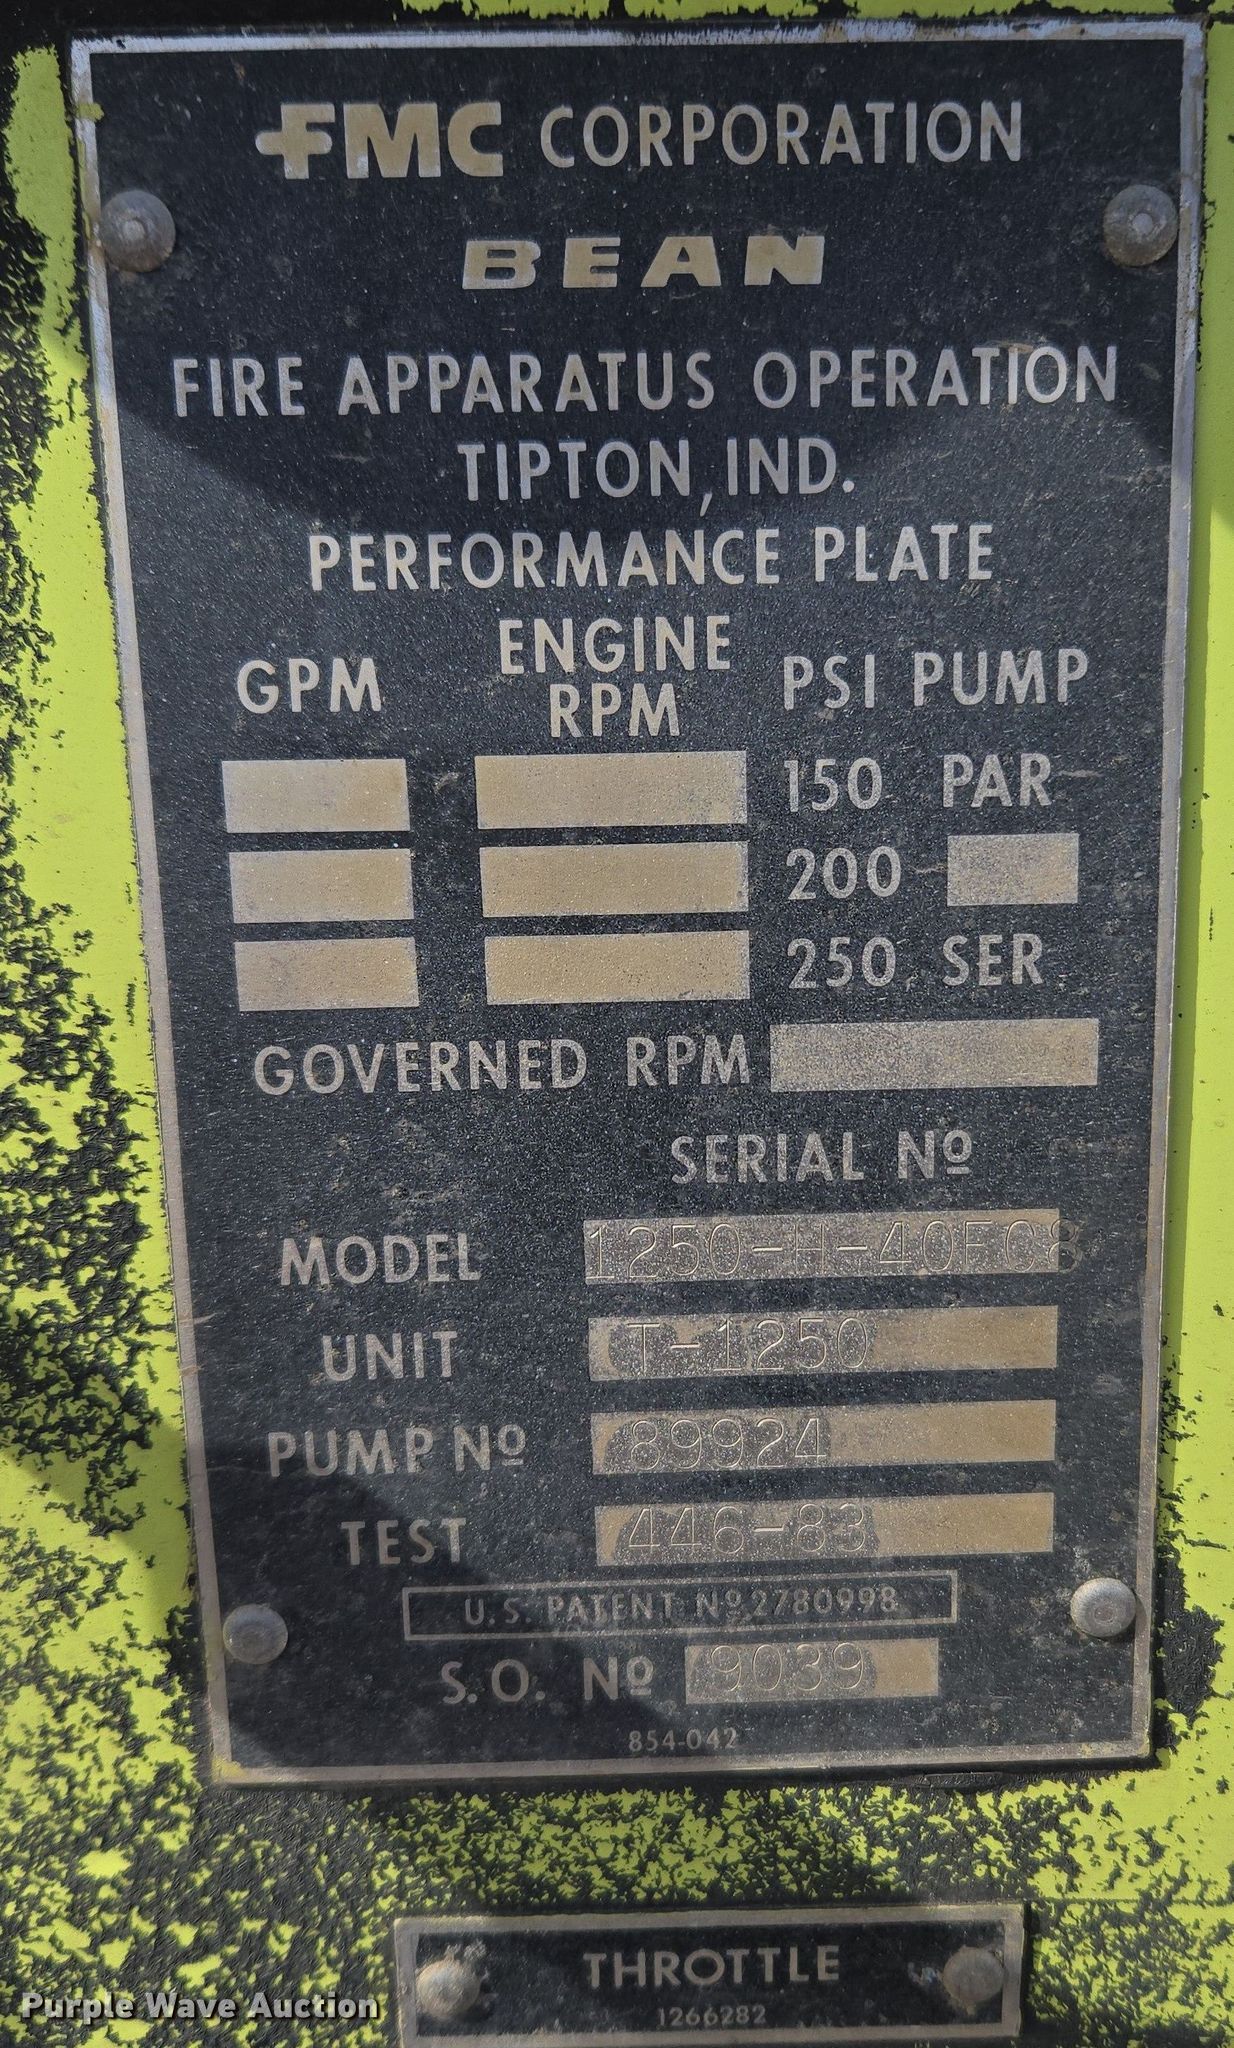 FMC CORPORATION
BEAN
FIRE APPARATUS OPERATION
TIPTON, IND.
PERFORMANCE PLATE
GPM ENGINE RPM PSI PUMP
150 PAR
200
250 SER
GOVERNED RPM
SERIAL Nº
MODEL 1250-H-40FC8
UNIT T-1250
PUMP Nº 89924
TEST 446-83
U.S. PATENT Nº 2780998
S.O. Nº 9039
854-042
THROTTLE
1266282
Purple Wave Auction